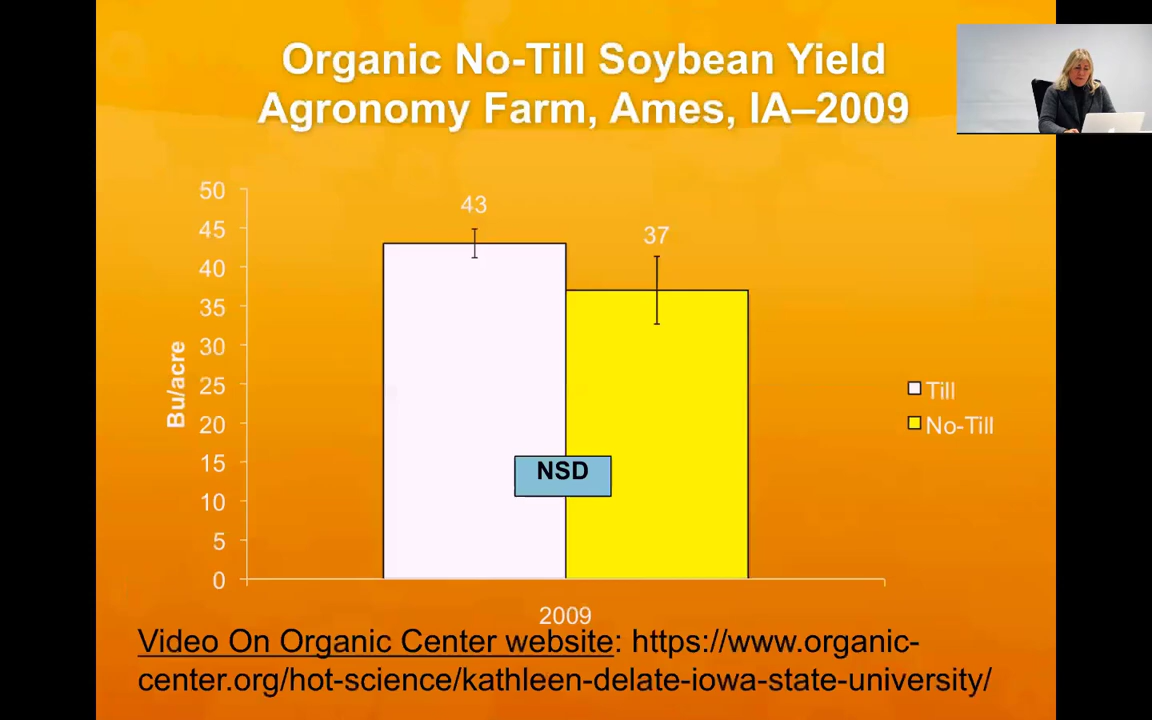 Organic No-Till Soybean Yield
Agronomy Farm, Ames, IA–2009
50
45
40
35
30
25
20
15
10
5
0
Bu/acre
43
37
NSD
2009
Till
No-Till
Video On Organic Center website: https://www.organic-
center.org/hot-science/kathleen-delate-iowa-state-university/